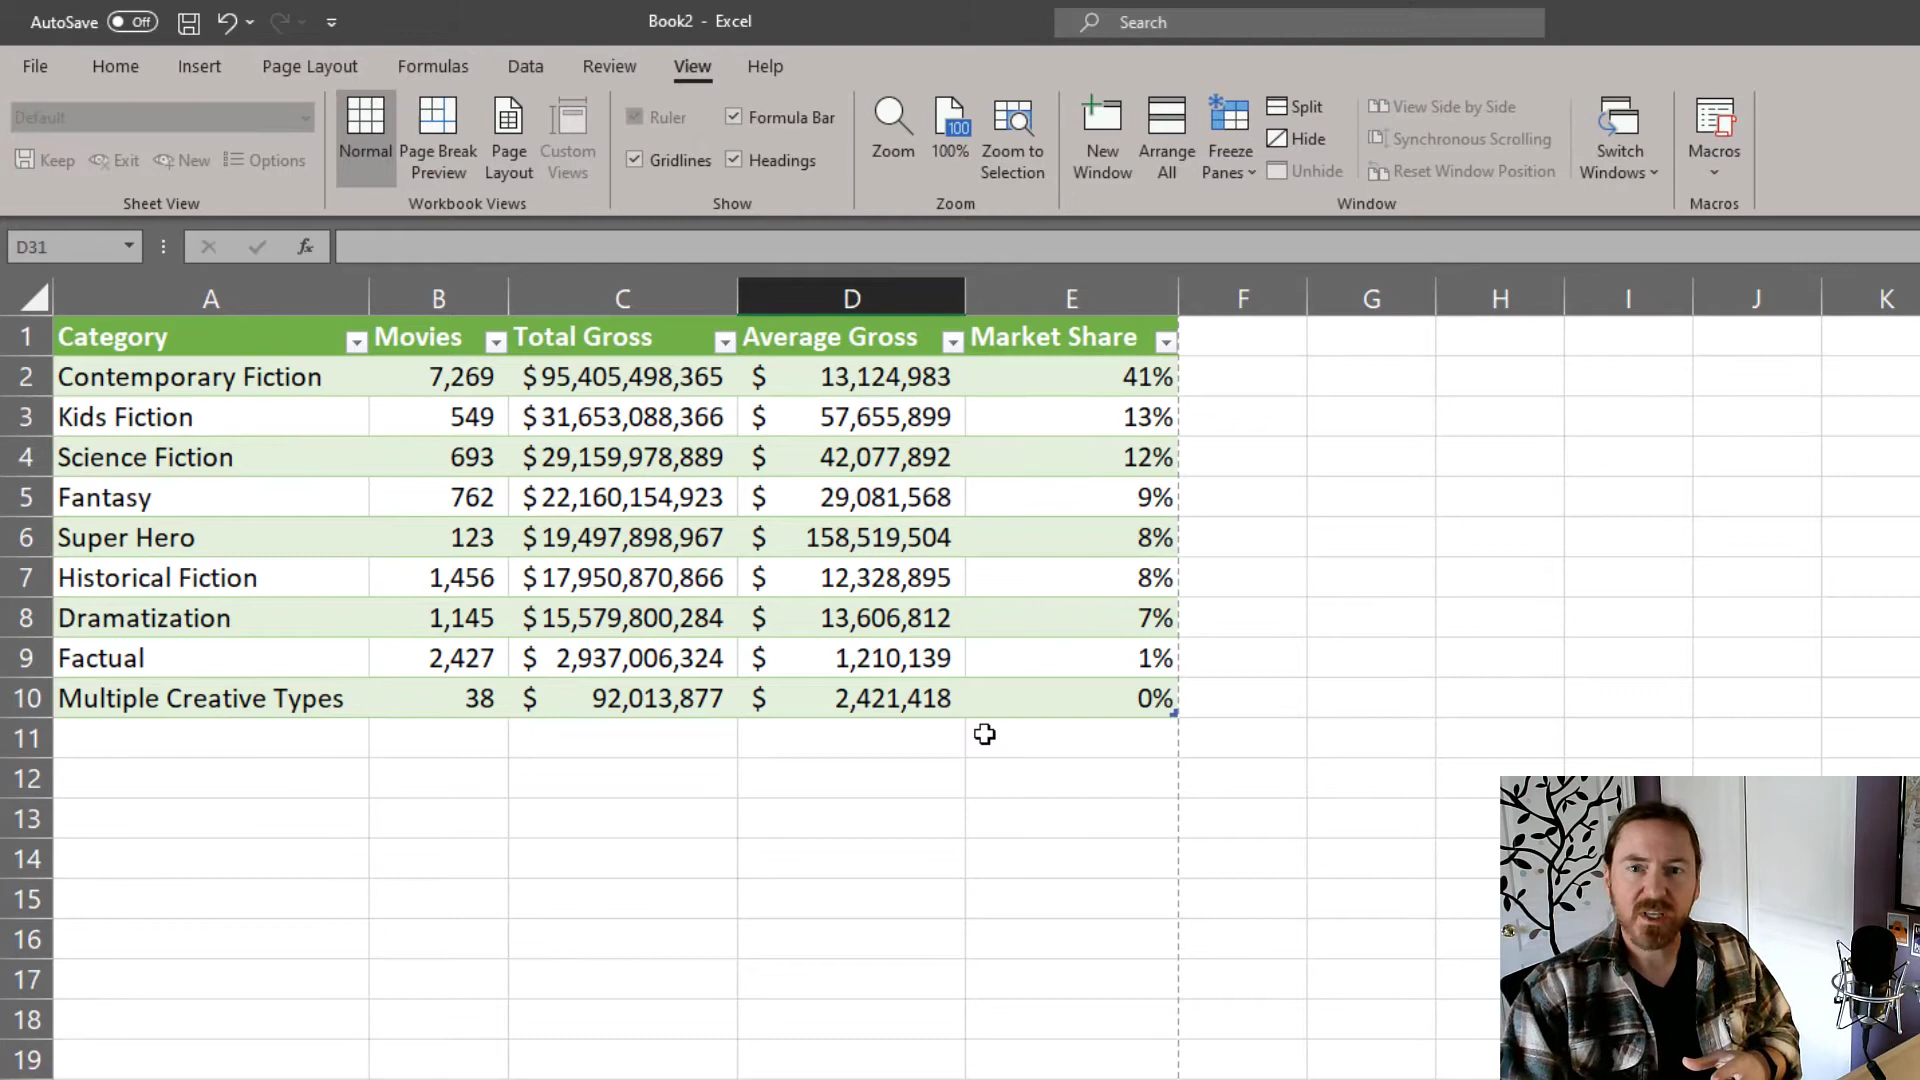 AutoSave Off Book2 - Excel Search
File Home Insert Page Layout Formulas Data Review View Help
Default
Keep Exit New Options
Sheet View
Normal Page Break Preview Page Layout Custom Views
Workbook Views
Ruler Formula Bar
Gridlines Headings
Show
Zoom 100 100% Zoom to Selection
Zoom
New Window Arrange All Freeze Panes
Split
Hide
Unhide
View Side by Side
Synchronous Scrolling
Reset Window Position
Switch Windows
Window
Macros
Macros
D31 fx
A B C D E F G H I J K
1 Category Movies Total Gross Average Gross Market Share
2 Contemporary Fiction 7,269 $95,405,498,365 $ 13,124,983 41%
3 Kids Fiction 549 $31,653,088,366 $ 57,655,899 13%
4 Science Fiction 693 $29,159,978,889 $ 42,077,892 12%
5 Fantasy 762 $22,160,154,923 $ 29,081,568 9%
6 Super Hero 123 $19,497,898,967 $ 158,519,504 8%
7 Historical Fiction 1,456 $17,950,870,866 $ 12,328,895 8%
8 Dramatization 1,145 $15,579,800,284 $ 13,606,812 7%
9 Factual 2,427 $ 2,937,006,324 $ 1,210,139 1%
10 Multiple Creative Types 38 $ 92,013,877 $ 2,421,418 0%
11
12
13
14
15
16
17
18
19